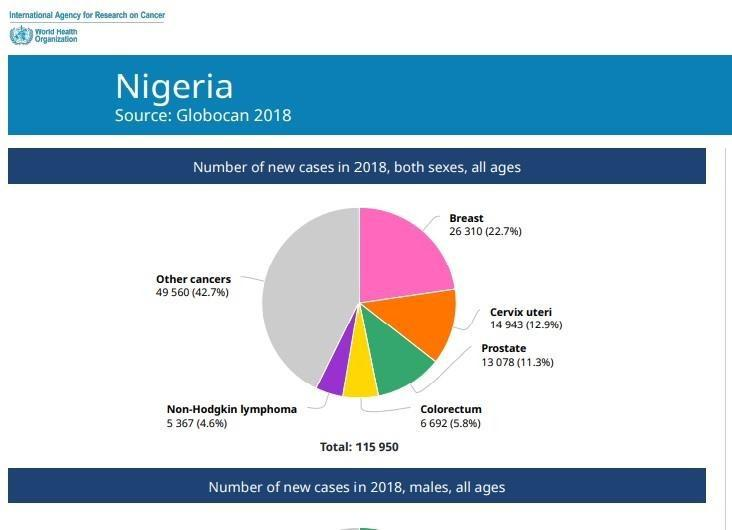 International Agency for Research on Cancer
World Health
Organization
Nigeria
Source: Globocan 2018
Number of new cases in 2018, both sexes, all ages
Breast
26 310 (22.7%)
Other cancers
49 560 (42.7%)
Cervix uteri
14 943 (12.9%)
Prostate
13 078 (11.3%)
Non-Hodgkin lymphoma
5 367 (4.6%)
Colorectum
6 692 (5.8%)
Total: 115 950
Number of new cases in 2018, males, all ages